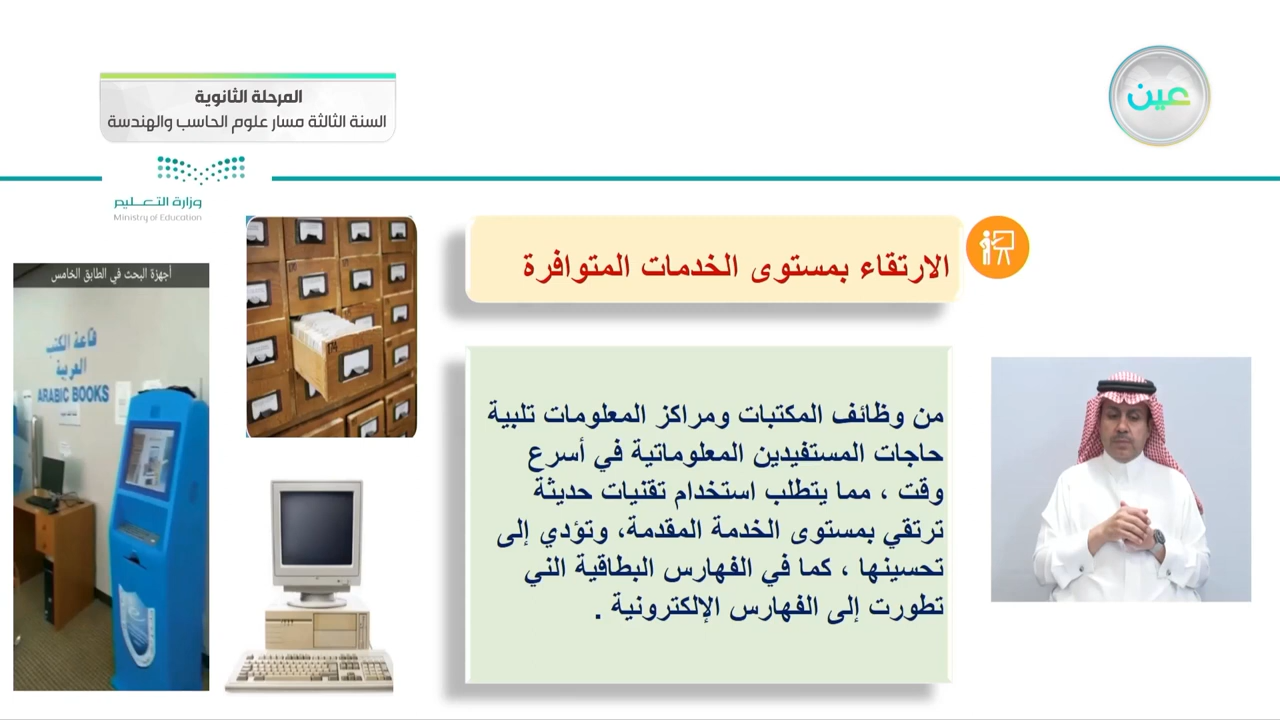 عين
المرحلة الثانوية
السنة الثالثة مسار علوم الحاسب والهندسة
وزارة التعـــليم
Ministry of Education
الارتقاء بمستوى الخدمات المتوافرة
من وظائف المكتبات ومراكز المعلومات تلبية
حاجات المستفيدين المعلوماتية في أسرع
وقت ، مما يتطلب استخدام تقنيات حديثة
ترتقي بمستوى الخدمة المقدمة، وتؤدي إلى
تحسينها ، كما في الفهارس البطاقية التي
تطورت إلى الفهارس الإلكترونية .
أجهزة البحث في الطابق الخامس
قاعة الكتب
العربية
ARABIC BOOKS